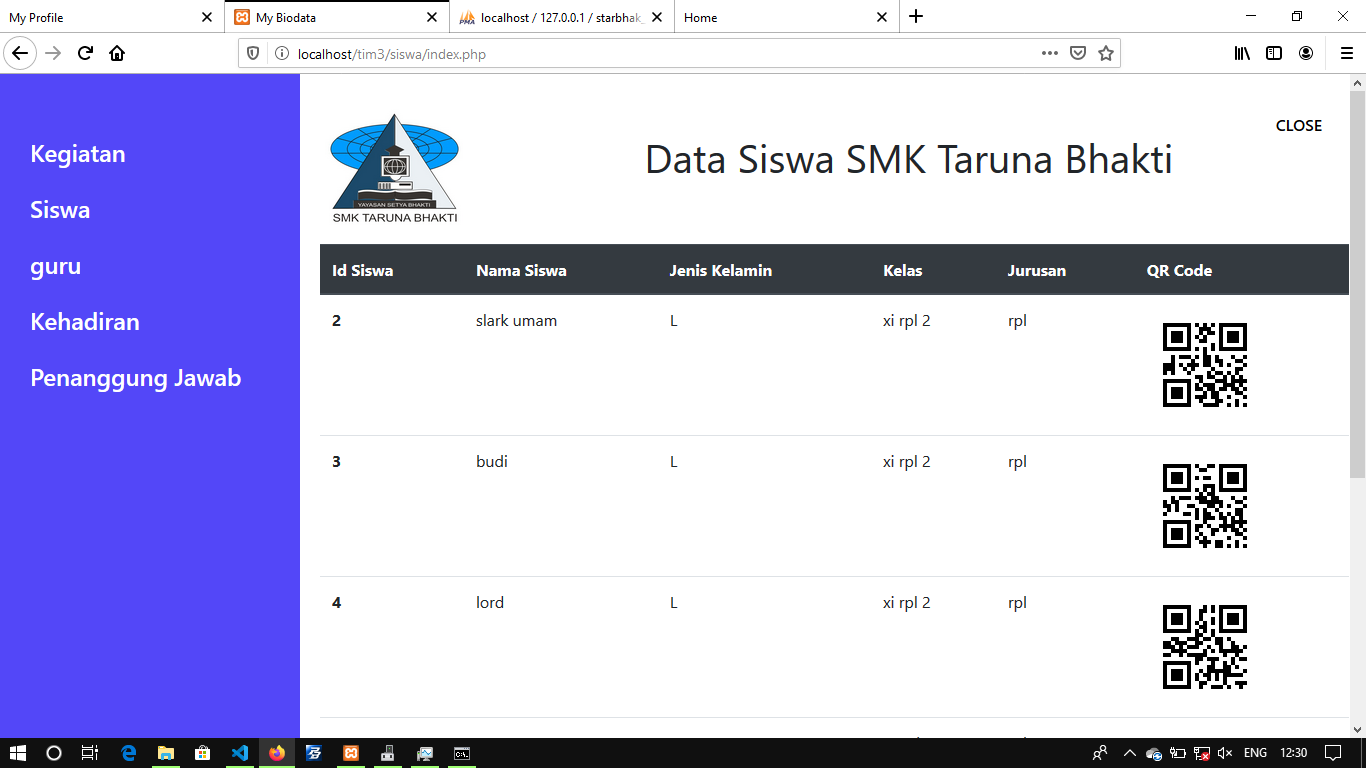 My Profile
My Biodata
localhost / 127.0.0.1 / starbhak
Home
localhost/tim3/siswa/index.php
Kegiatan
Siswa
guru
Kehadiran
Penanggung Jawab
YAYASAN SETYA BHAKTI
SMK TARUNA BHAKTI
Data Siswa SMK Taruna Bhakti
CLOSE
Id Siswa Nama Siswa Jenis Kelamin Kelas Jurusan QR Code
2 slark umam L xi rpl 2 rpl
3 budi L xi rpl 2 rpl
4 lord L xi rpl 2 rpl
ENG 12:30